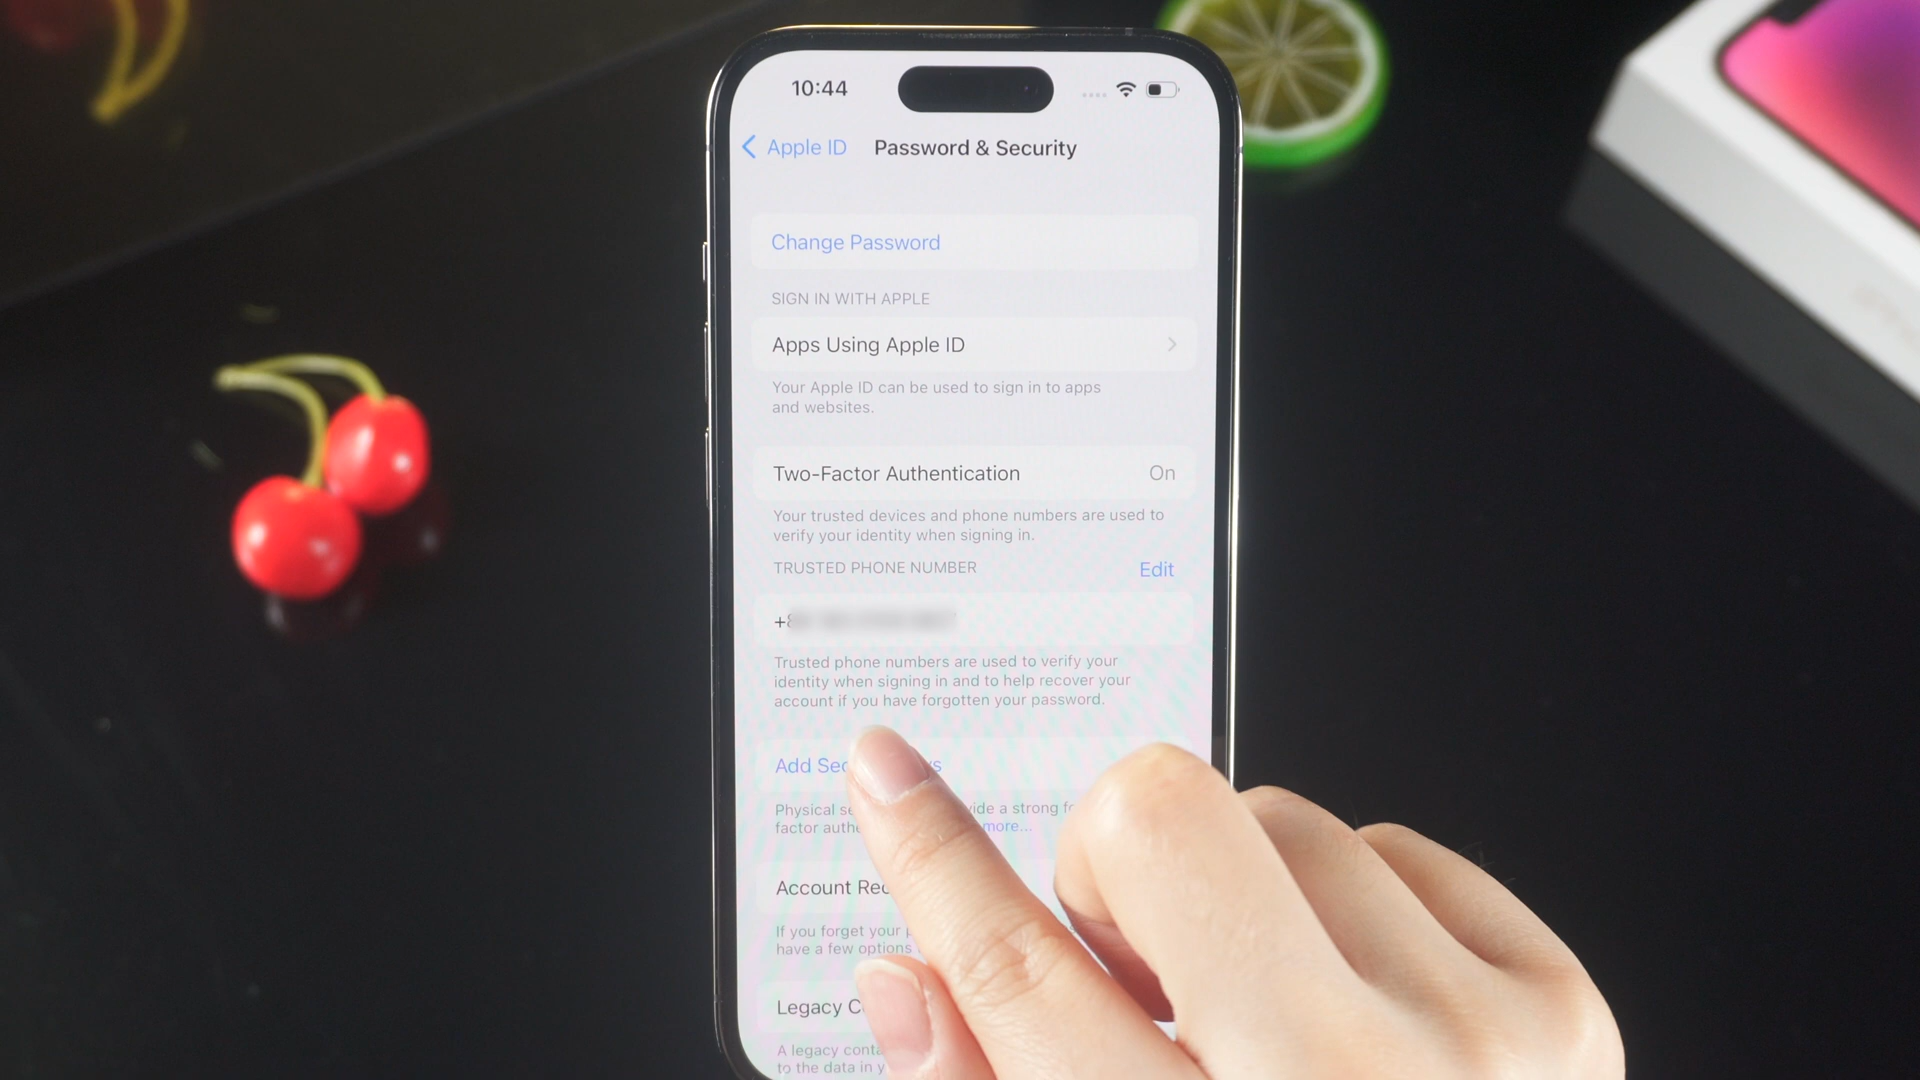 10:44
Apple ID Password & Security
Change Password
SIGN IN WITH APPLE
Apps Using Apple ID
Your Apple ID can be used to sign in to apps
and websites.
Two-Factor Authentication On
Your trusted devices and phone numbers are used to
verify your identity when signing in.
TRUSTED PHONE NUMBER Edit
Trusted phone numbers are used to verify your
identity when signing in and to help recover your
account if you have forgotten your password.
Add
Physical a strong
more...
Account
If you forget your
have a few options
Legacy
A legacy
to the data in